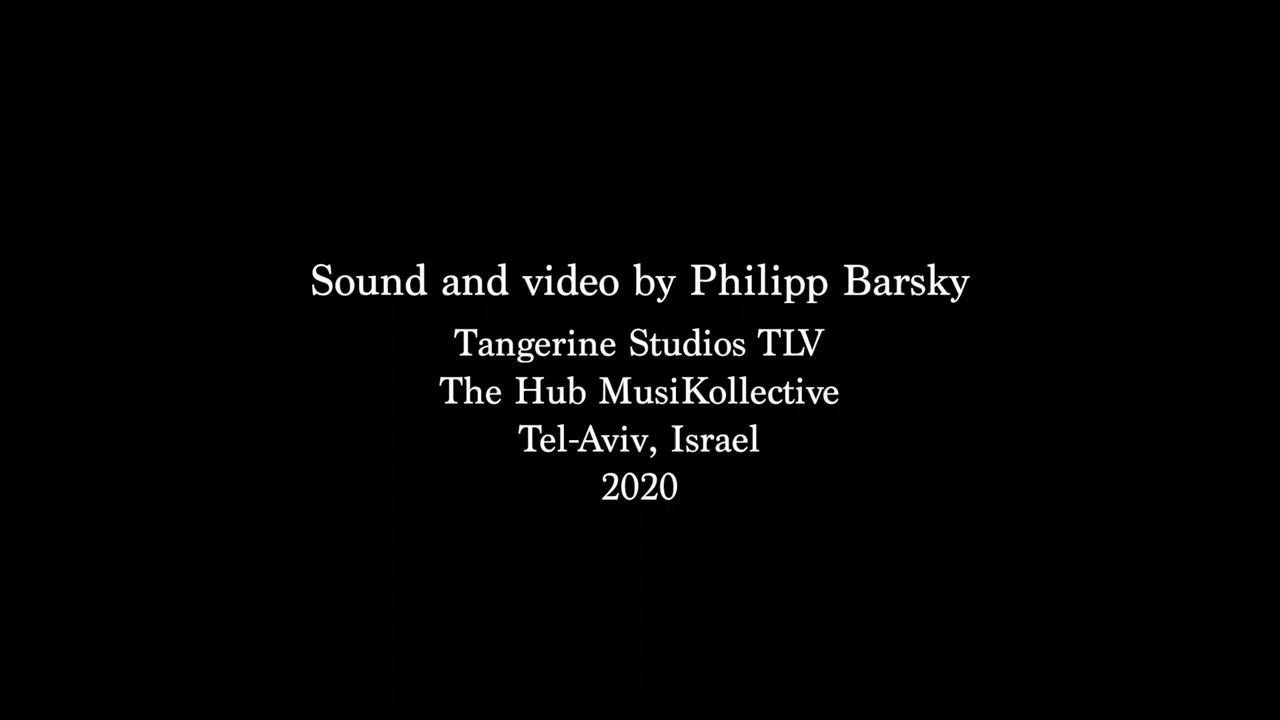 Sound and video by Philipp Barsky
Tangerine Studios TLV
The Hub MusiKollective
Tel-Aviv, Israel
2020